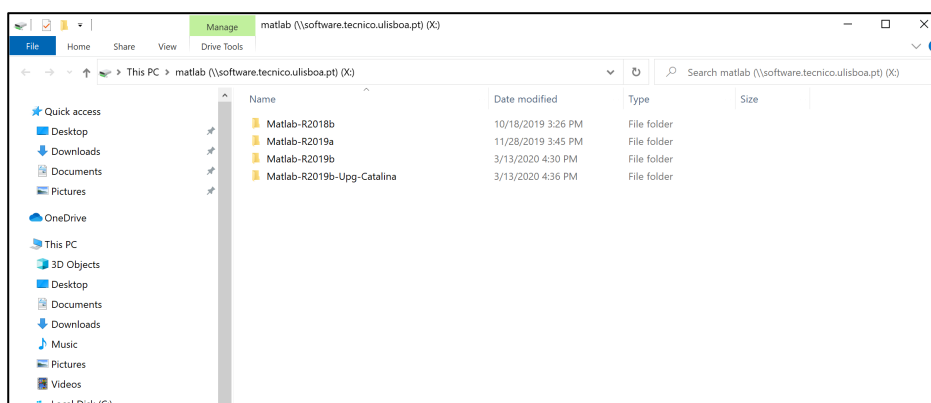 Manage
matlab (\\software.tecnico.ulisboa.pt) (X:)
File Home Share View Drive Tools
This PC > matlab (\\software.tecnico.ulisboa.pt) (X:)
Search matlab (\\software.tecnico.ulisboa.pt) (X:)
Name Date modified Type Size
Quick access
Desktop
Downloads
Documents
Pictures
OneDrive
This PC
3D Objects
Desktop
Documents
Downloads
Music
Pictures
Videos
Local Disk (C:)
Matlab-R2018b 10/18/2019 3:26 PM File folder
Matlab-R2019a 11/28/2019 3:45 PM File folder
Matlab-R2019b 3/13/2020 4:30 PM File folder
Matlab-R2019b-Upg-Catalina 3/13/2020 4:36 PM File folder